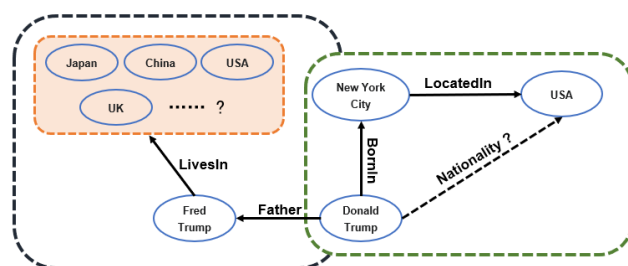 Japan
China
USA
UK
...... ?
LivesIn
Fred
Trump
Father
Donald
Trump
BornIn
New York
City
LocatedIn
USA
Nationality ?